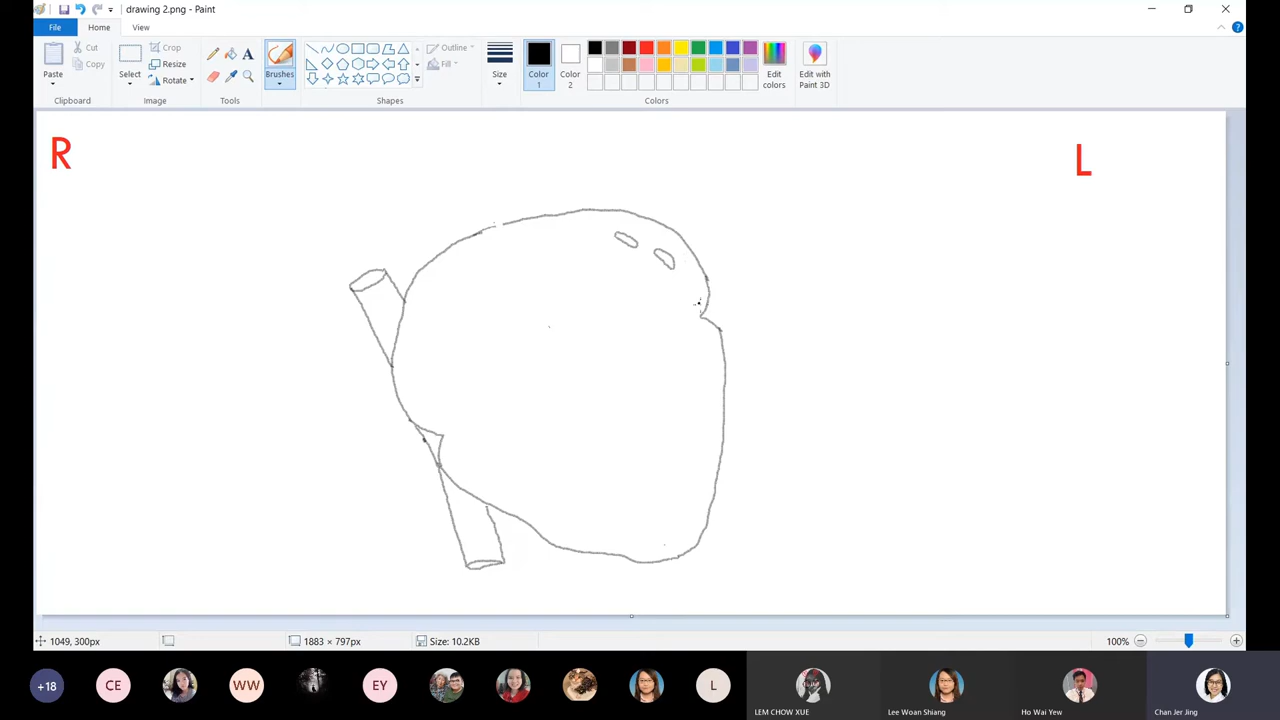 drawing 2.png - Paint
File
Home
View
Paste
Cut
Copy
Clipboard
Select
Crop
Resize
Rotate
Image
A
Tools
Brushes
Shapes
Outline
Fill
Size
Color
1
Color
2
Colors
Edit
colors
Edit with
Paint 3D
?
R
L
1049, 300px
1883 × 797px
Size: 10.2KB
100%
+18
CE
WW
EY
L
LEM CHOW XUE
Lee Woan Shiang
Ho Wai Yew
Chan Jer Jing